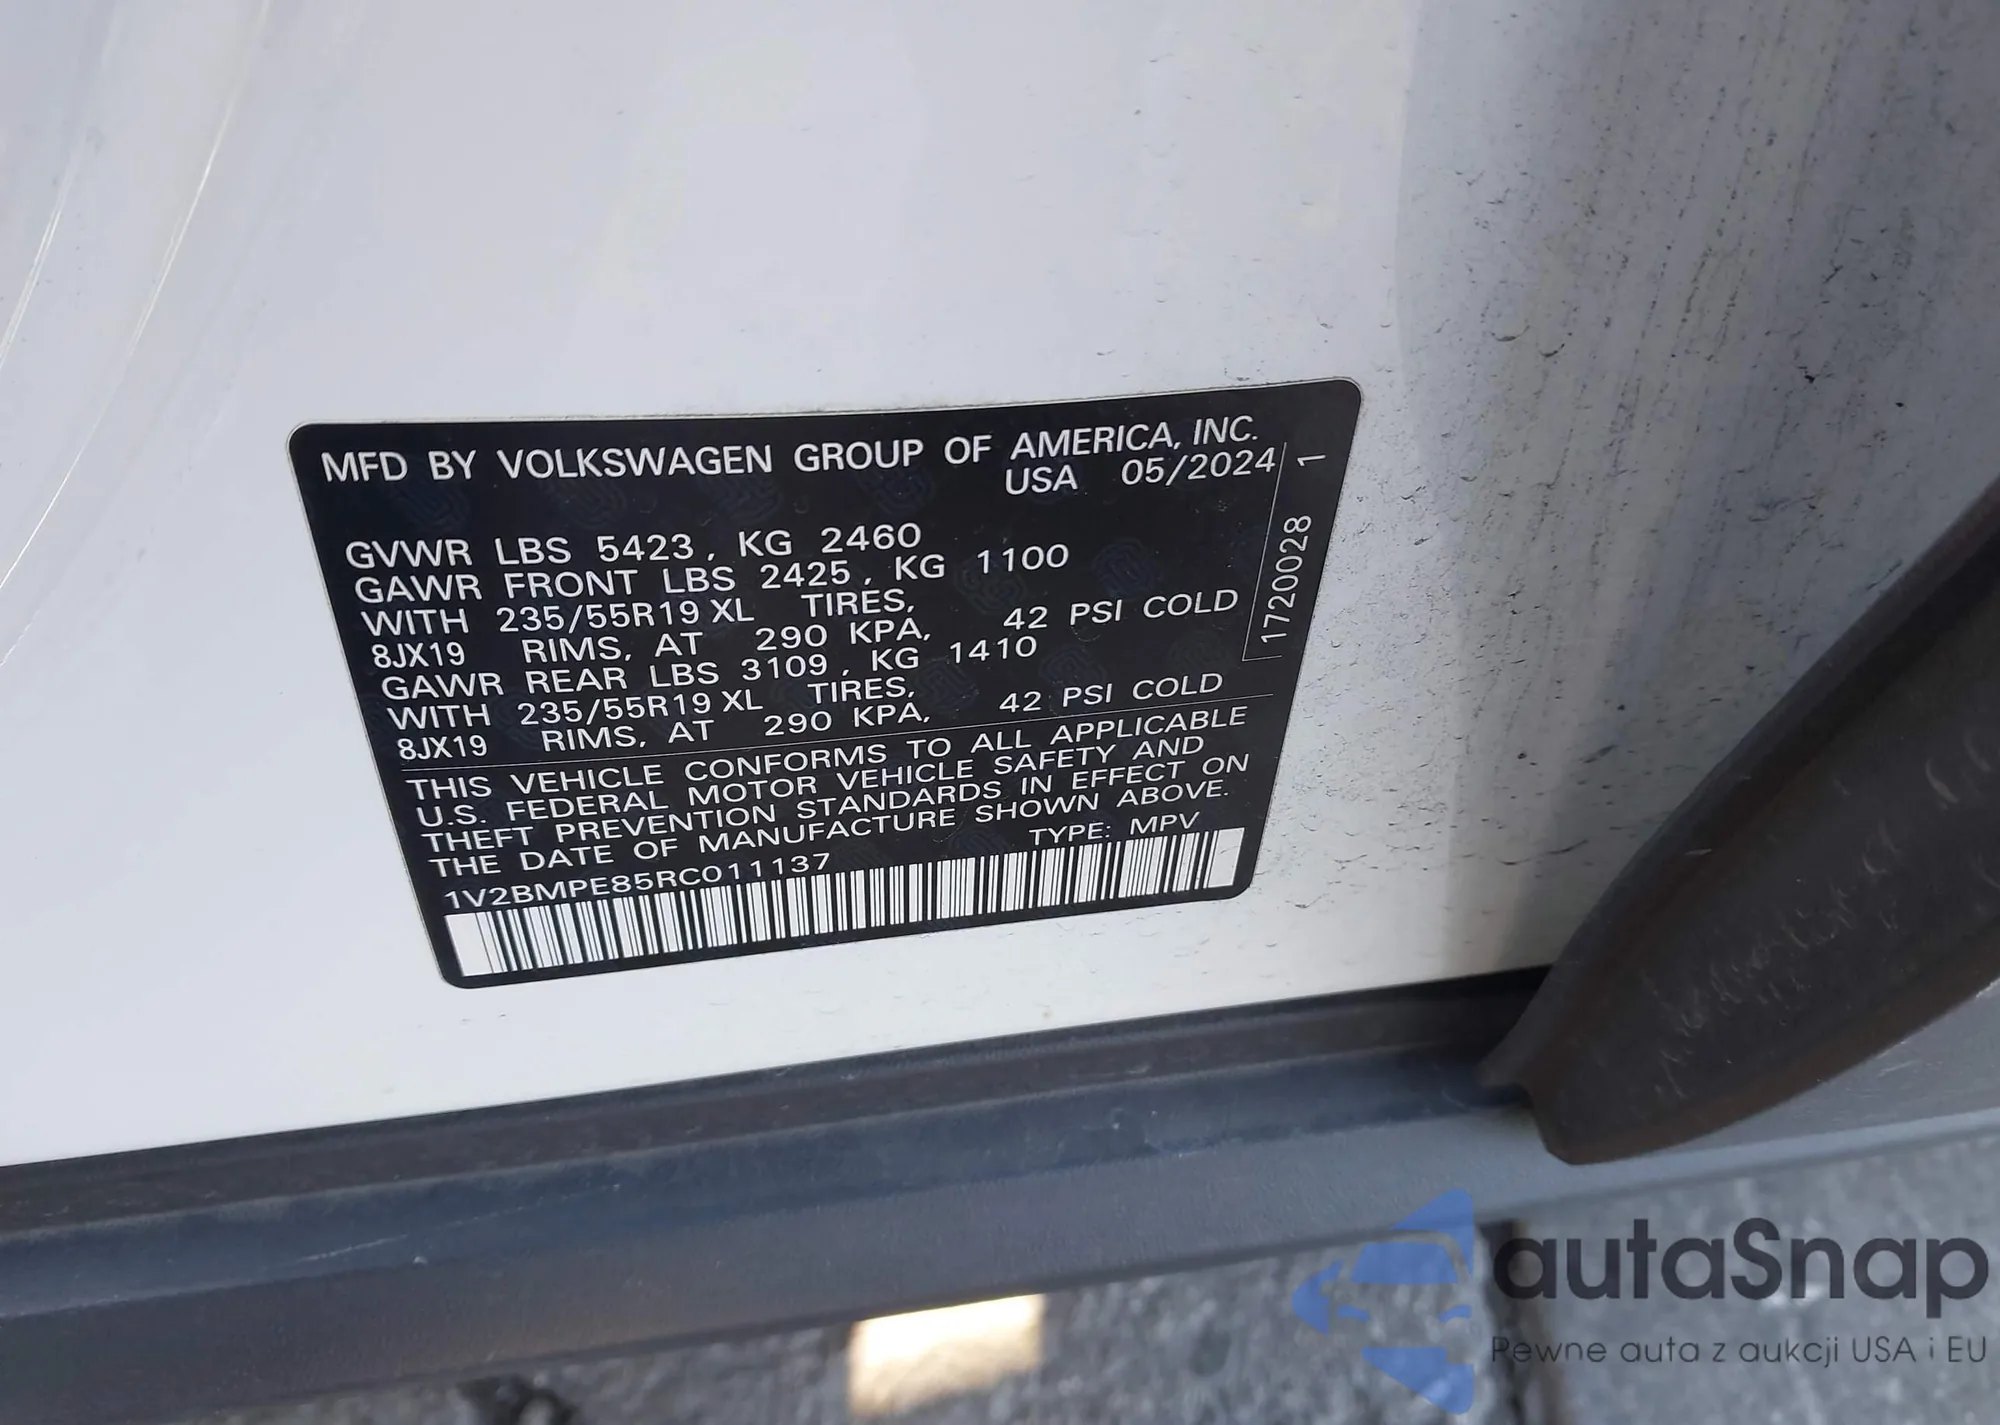 MFD BY VOLKSWAGEN GROUP OF AMERICA, INC.
USA 05/2024
GVWR LBS 5423, KG 2460
GAWR FRONT LBS 2425, KG 1100
WITH 235/55R19 XL TIRES,
8JX19 RIMS, AT 290 KPA, 42 PSI COLD
GAWR REAR LBS 3109, KG 1410
WITH 235/55R19 XL TIRES,
8JX19 RIMS, AT 290 KPA, 42 PSI COLD
THIS VEHICLE CONFORMS TO ALL APPLICABLE
U.S. FEDERAL MOTOR VEHICLE SAFETY AND
THEFT PREVENTION STANDARDS IN EFFECT ON
THE DATE OF MANUFACTURE SHOWN ABOVE.
1V2BMPE85RC011137 TYPE: MPV
1720028
autaSnap
Pewne auta z aukcji USA i EU